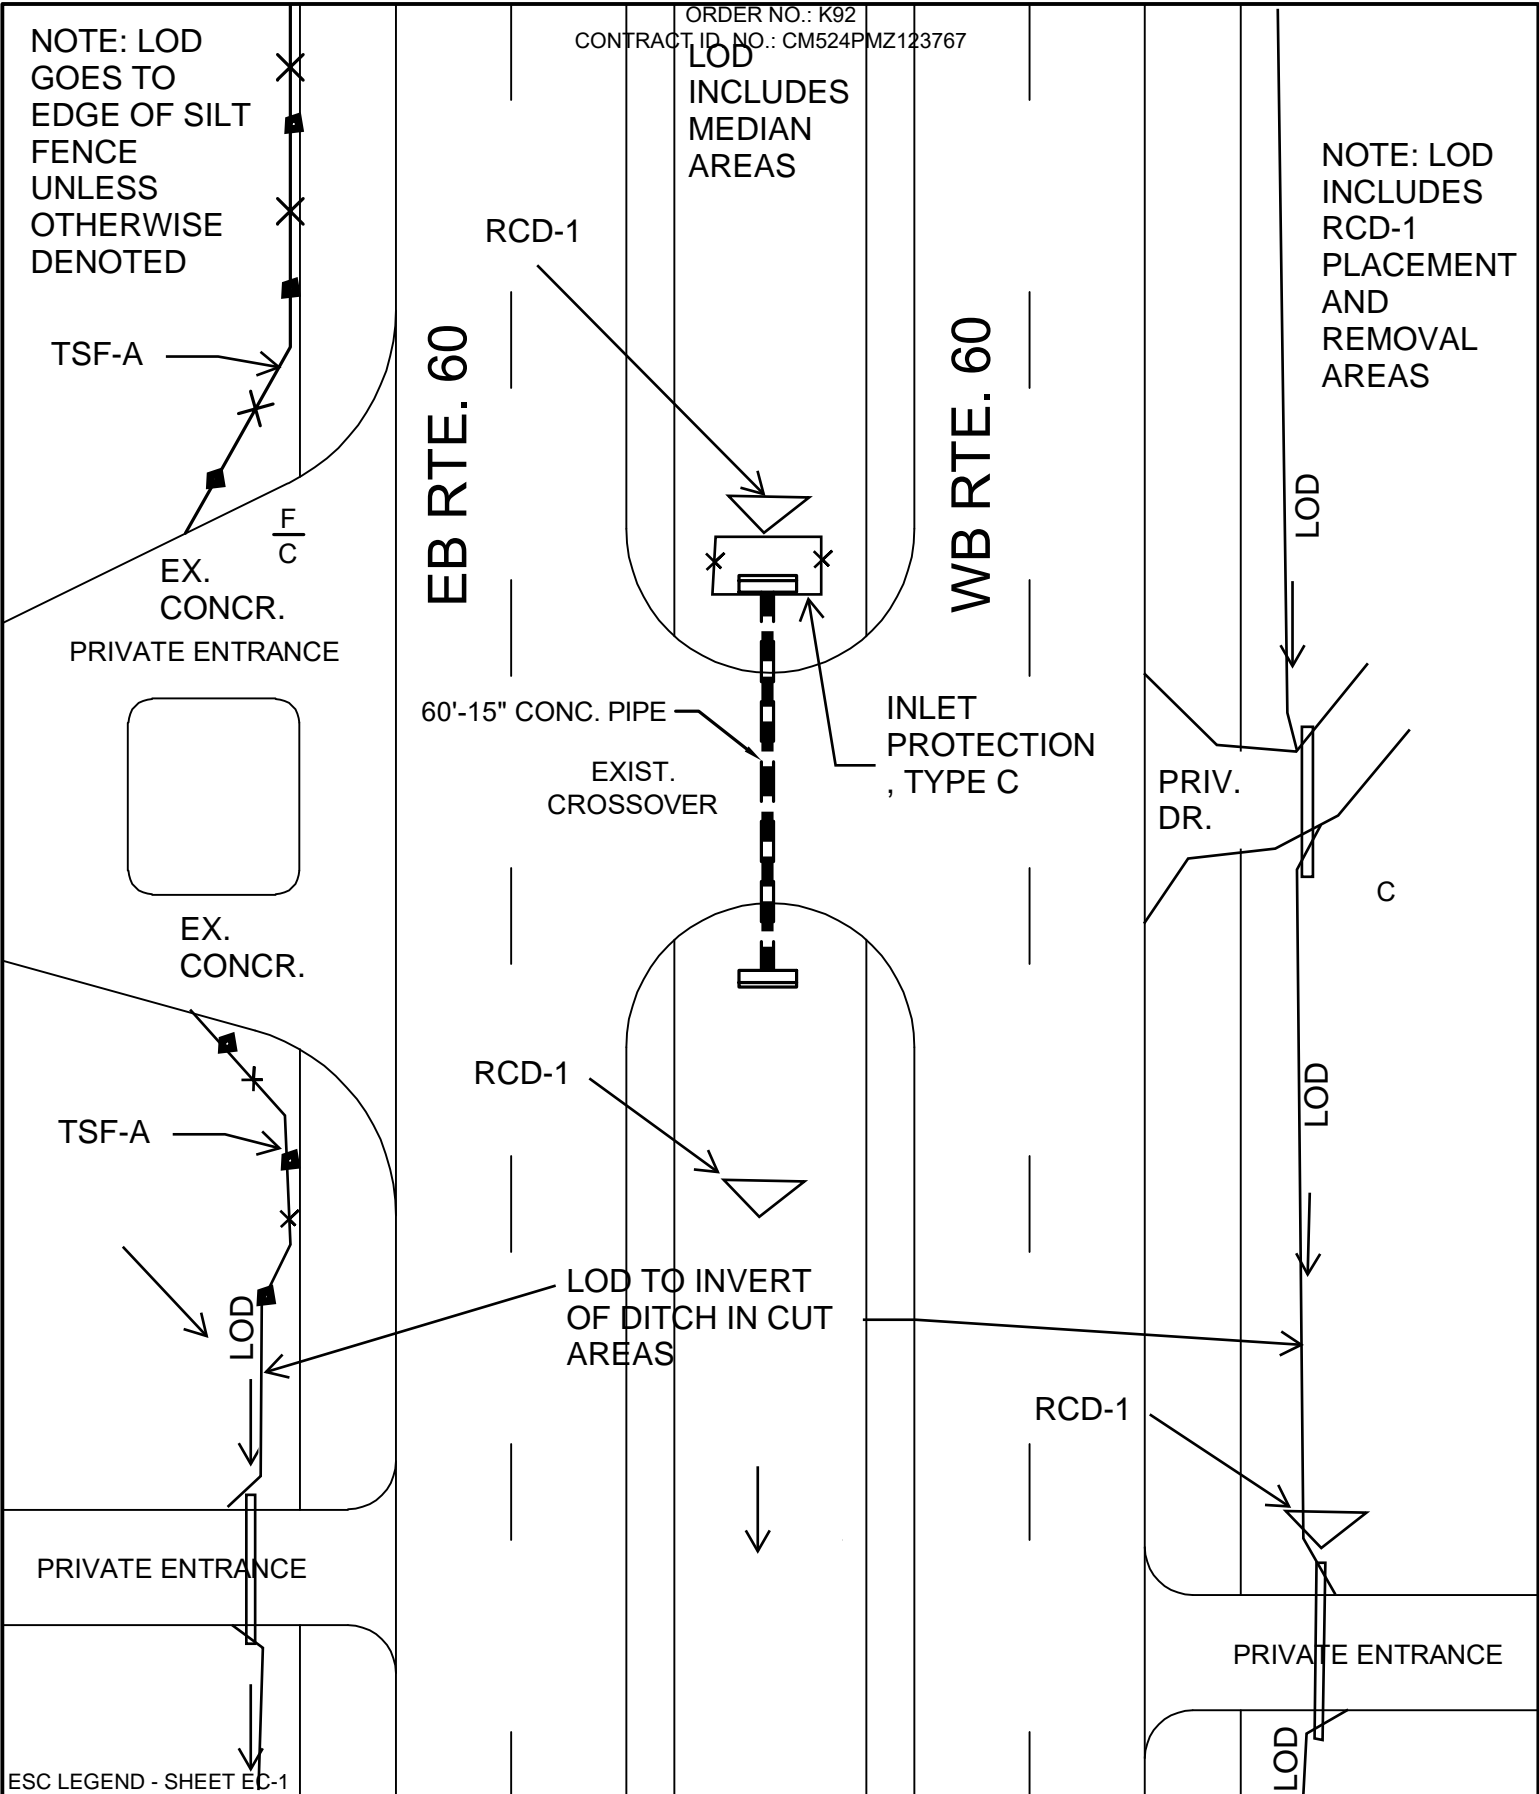 ORDER NO.: K92
CONTRACT ID. NO.: CM524PMZ123767
NOTE: LOD
GOES TO
EDGE OF SILT
FENCE
UNLESS
OTHERWISE
DENOTED
LOD
INCLUDES
MEDIAN
AREAS
NOTE: LOD
INCLUDES
RCD-1
PLACEMENT
AND
REMOVAL
AREAS
RCD-1
TSF-A
EB RTE. 60
WB RTE. 60
LOD
F
C
EX.
CONCR.
PRIVATE ENTRANCE
60'-15" CONC. PIPE
EXIST.
CROSSOVER
INLET
PROTECTION
, TYPE C
PRIV.
DR.
C
EX.
CONCR.
RCD-1
LOD
TSF-A
LOD
LOD TO INVERT
OF DITCH IN CUT
AREAS
RCD-1
PRIVATE ENTRANCE
PRIVATE ENTRANCE
LOD
ESC LEGEND - SHEET EC-1